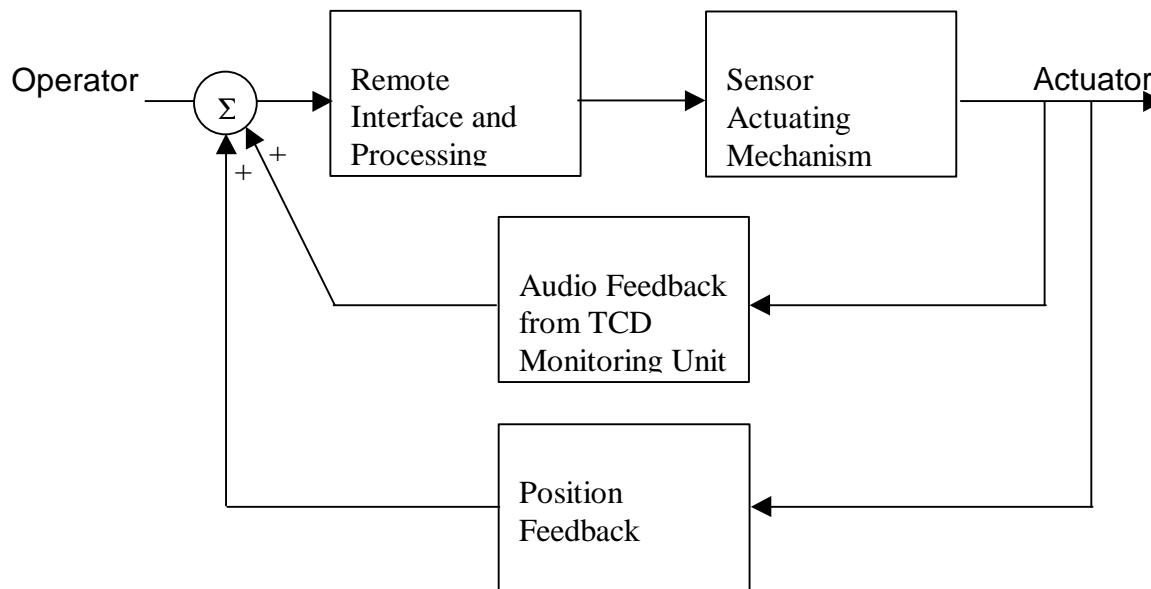 Operator
Σ
+
+
Remote
Interface and
Processing
Sensor
Actuating
Mechanism
Actuator
Audio Feedback
from TCD
Monitoring Unit
Position
Feedback